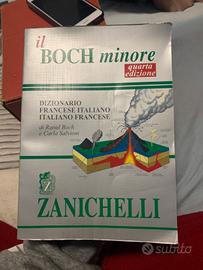 il
BOCH minore
quarta
edizione
DIZIONARIO
FRANCESE ITALIANO
ITALIANO FRANCESE
di Raoul Boch
e Carla Salvioni
ZANICHELLI
subito